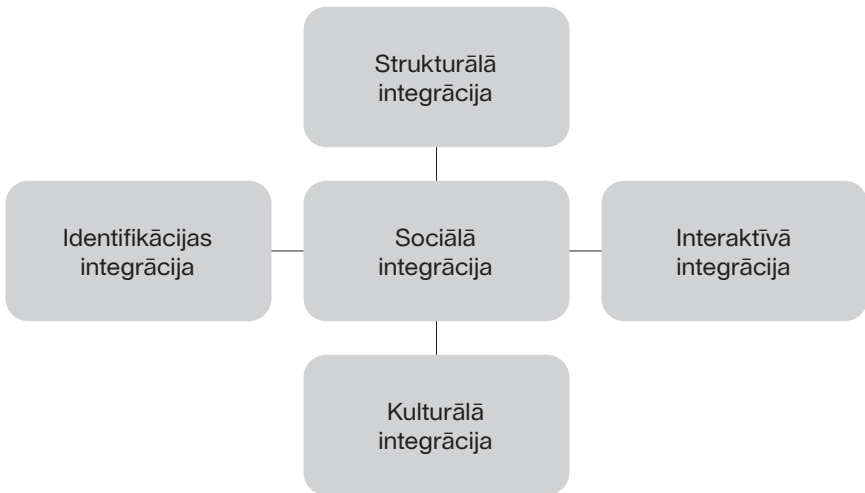 Strukturālā
integrācija
Identifikācijas
integrācija
Sociālā
integrācija
Interaktīvā
integrācija
Kulturālā
integrācija